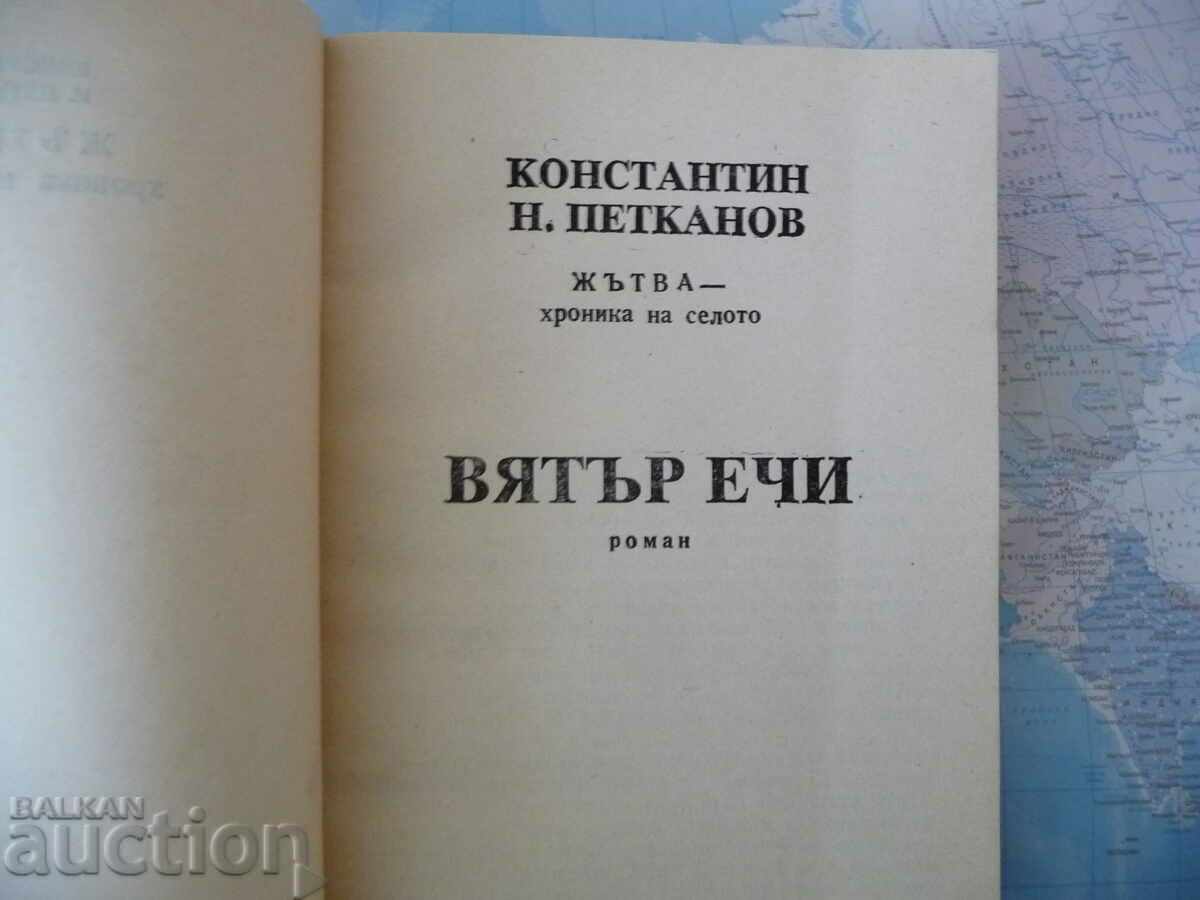 КОНСТАНТИН
Н. ПЕТКАНОВ
ЖЪТВА—
хроника на селото
ВЯТЪР ЕЧИ
роман
BALKAN
auction